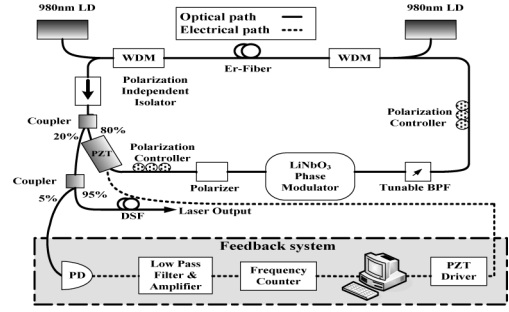 980nm LD
Optical path
Electrical path
980nm LD
WDM
Er-Fiber
WDM
Polarization
Independent
Isolator
Coupler
20%
80%
PZT
Polarization
Controller
Polarizer
LiNbO3
Phase
Modulator
Tunable BPF
Polarization
Controller
Coupler
5%
95%
DSF
Laser Output
Feedback system
PD
Low Pass
Filter &
Amplifier
Frequency
Counter
PZT
Driver